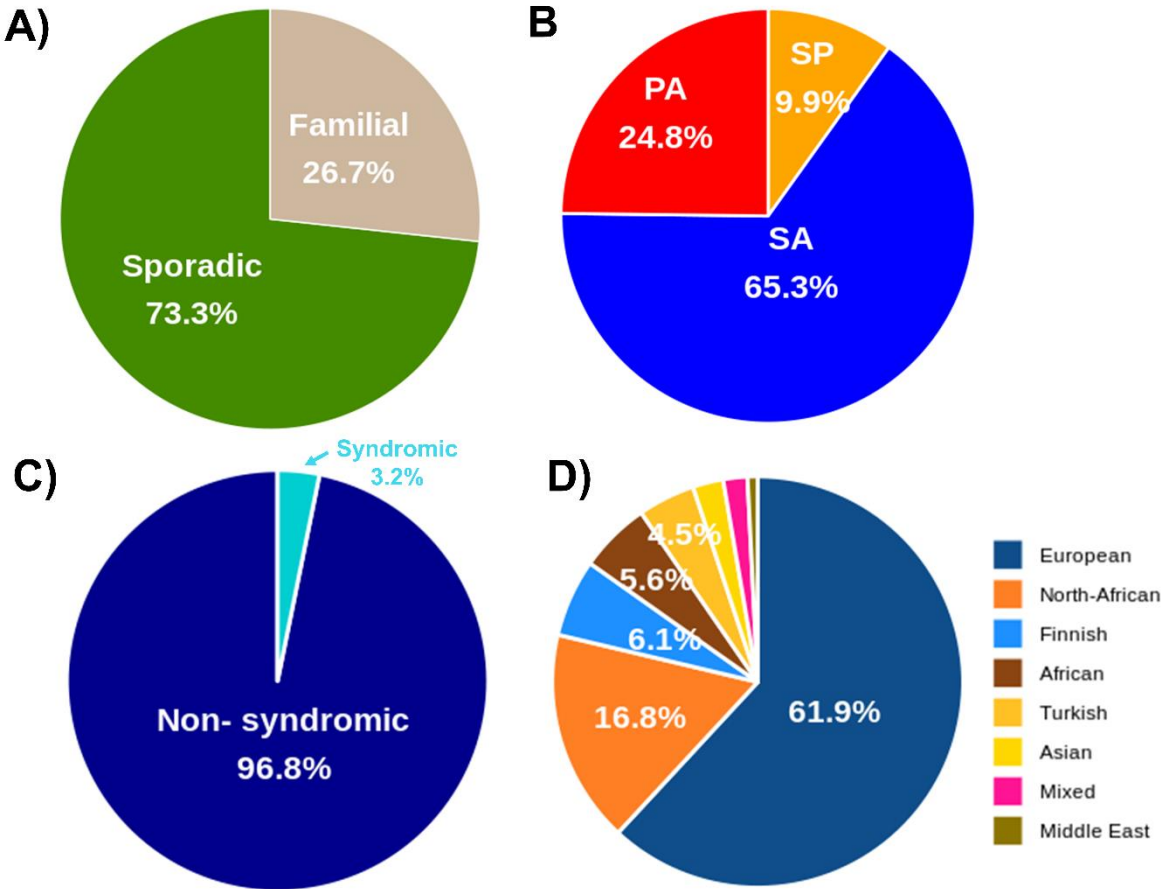 A)
Familial
26.7%
Sporadic
73.3%
B
SP
9.9%
PA
24.8%
SA
65.3%
C)
Syndromic
3.2%
Non- syndromic
96.8%
D)
4.5%
5.6%
6.1%
16.8%
61.9%
European
North-African
Finnish
African
Turkish
Asian
Mixed
Middle East